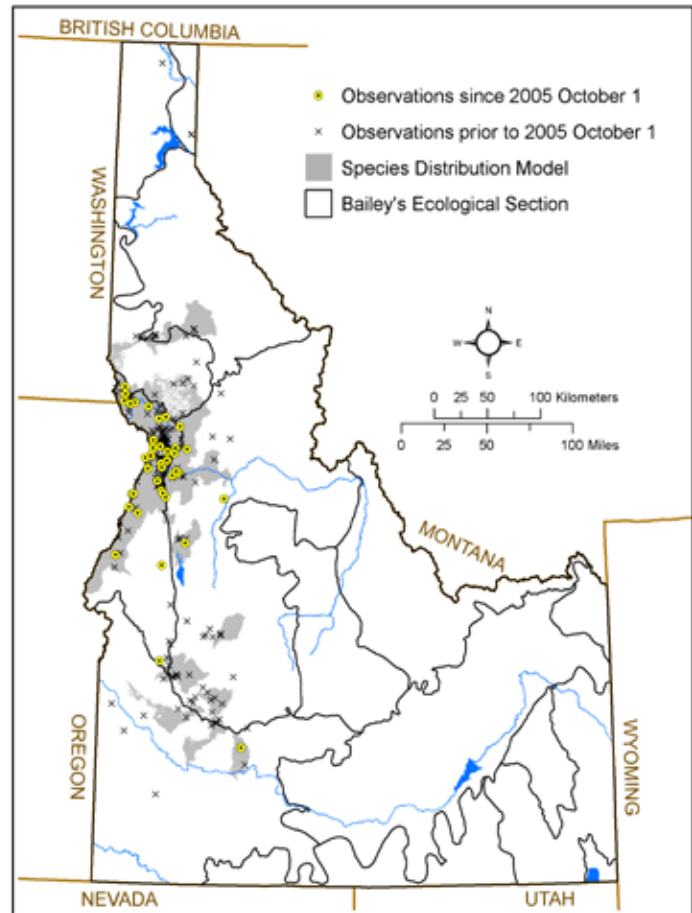 BRITISH COLUMBIA
Observations since 2005 October 1
Observations prior to 2005 October 1
Species Distribution Model
Bailey's Ecological Section
WASHINGTON
N
W E
S
0 25 50 100 Kilometers
0 25 50 100 Miles
MONTANA
OREGON
WYOMING
NEVADA
UTAH